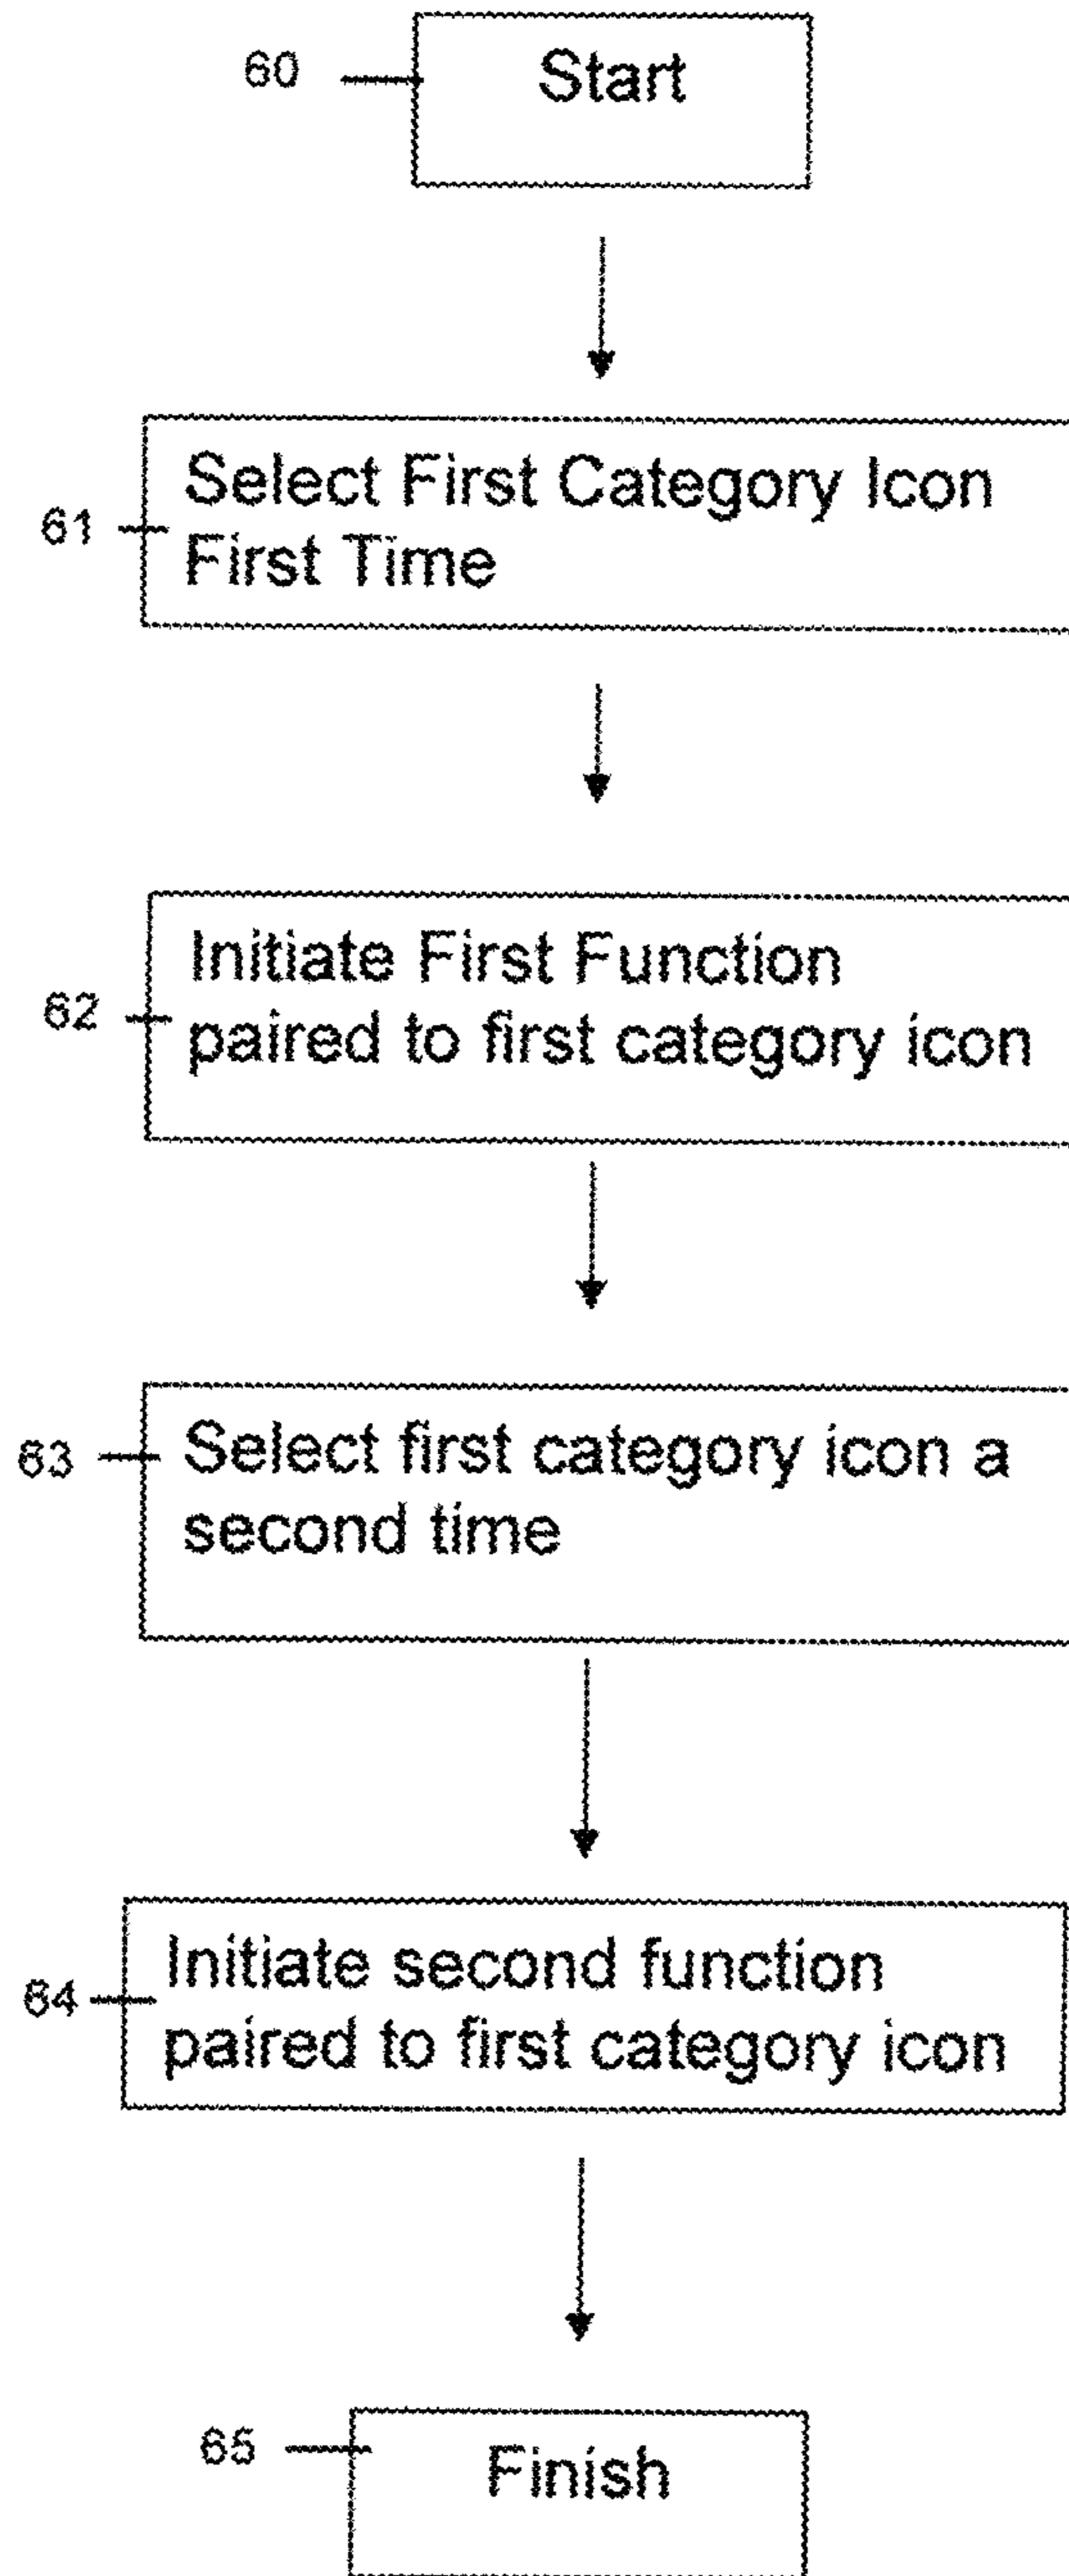 60 Start
61 Select First Category Icon
First Time
62 Initiate First Function
paired to first category icon
63 Select first category icon a
second time
64 Initiate second function
paired to first category icon
65 Finish